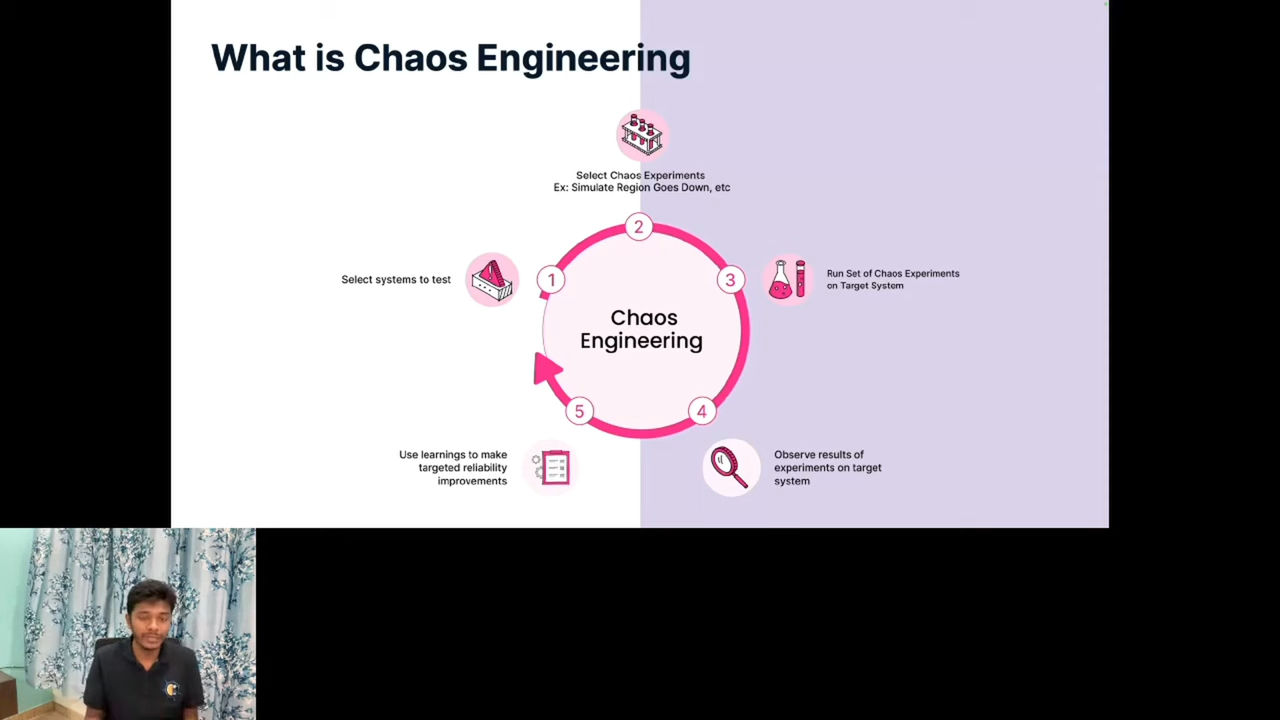 What is Chaos Engineering
Select Chaos Experiments
Ex: Simulate Region Goes Down, etc
2
1
3
Select systems to test
Run Set of Chaos Experiments
on Target System
Chaos
Engineering
5
4
Use learnings to make
targeted reliability
improvements
Observe results of
experiments on target
system